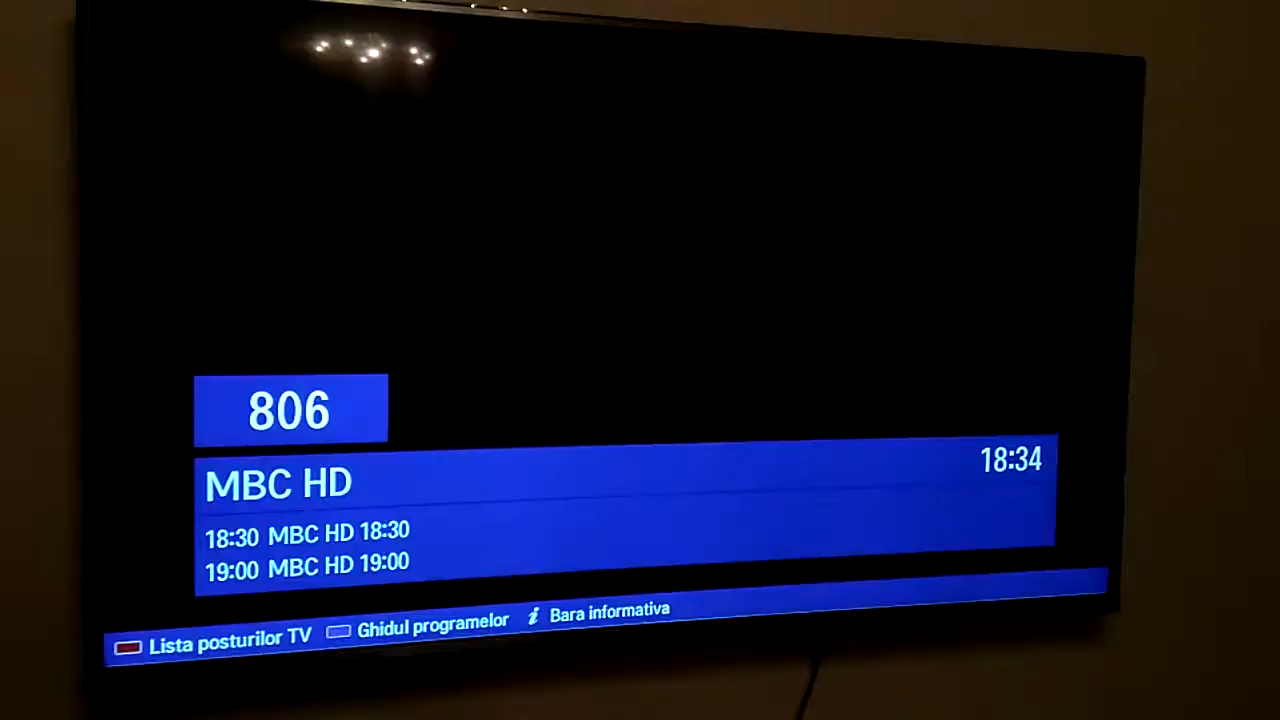 806
MBC HD 18:34
18:30 MBC HD 18:30
19:00 MBC HD 19:00
Lista posturilor TV Ghidul programelor i Bara informativa